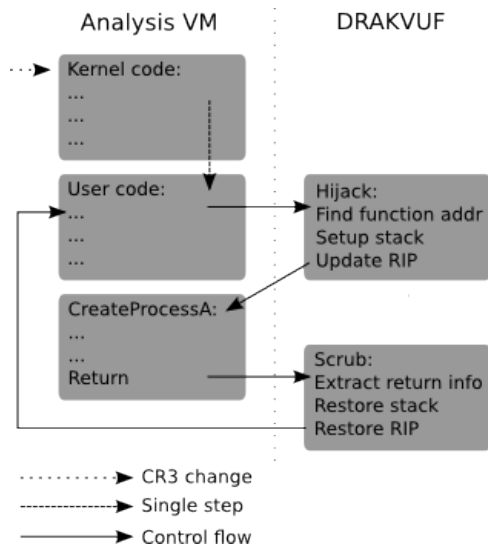 Analysis VM
DRAKVUF
Kernel code:
...
...
...
User code:
...
...
...
Hijack:
Find function addr
Setup stack
Update RIP
CreateProcessA:
...
...
Return
Scrub:
Extract return info
Restore stack
Restore RIP
CR3 change
Single step
Control flow